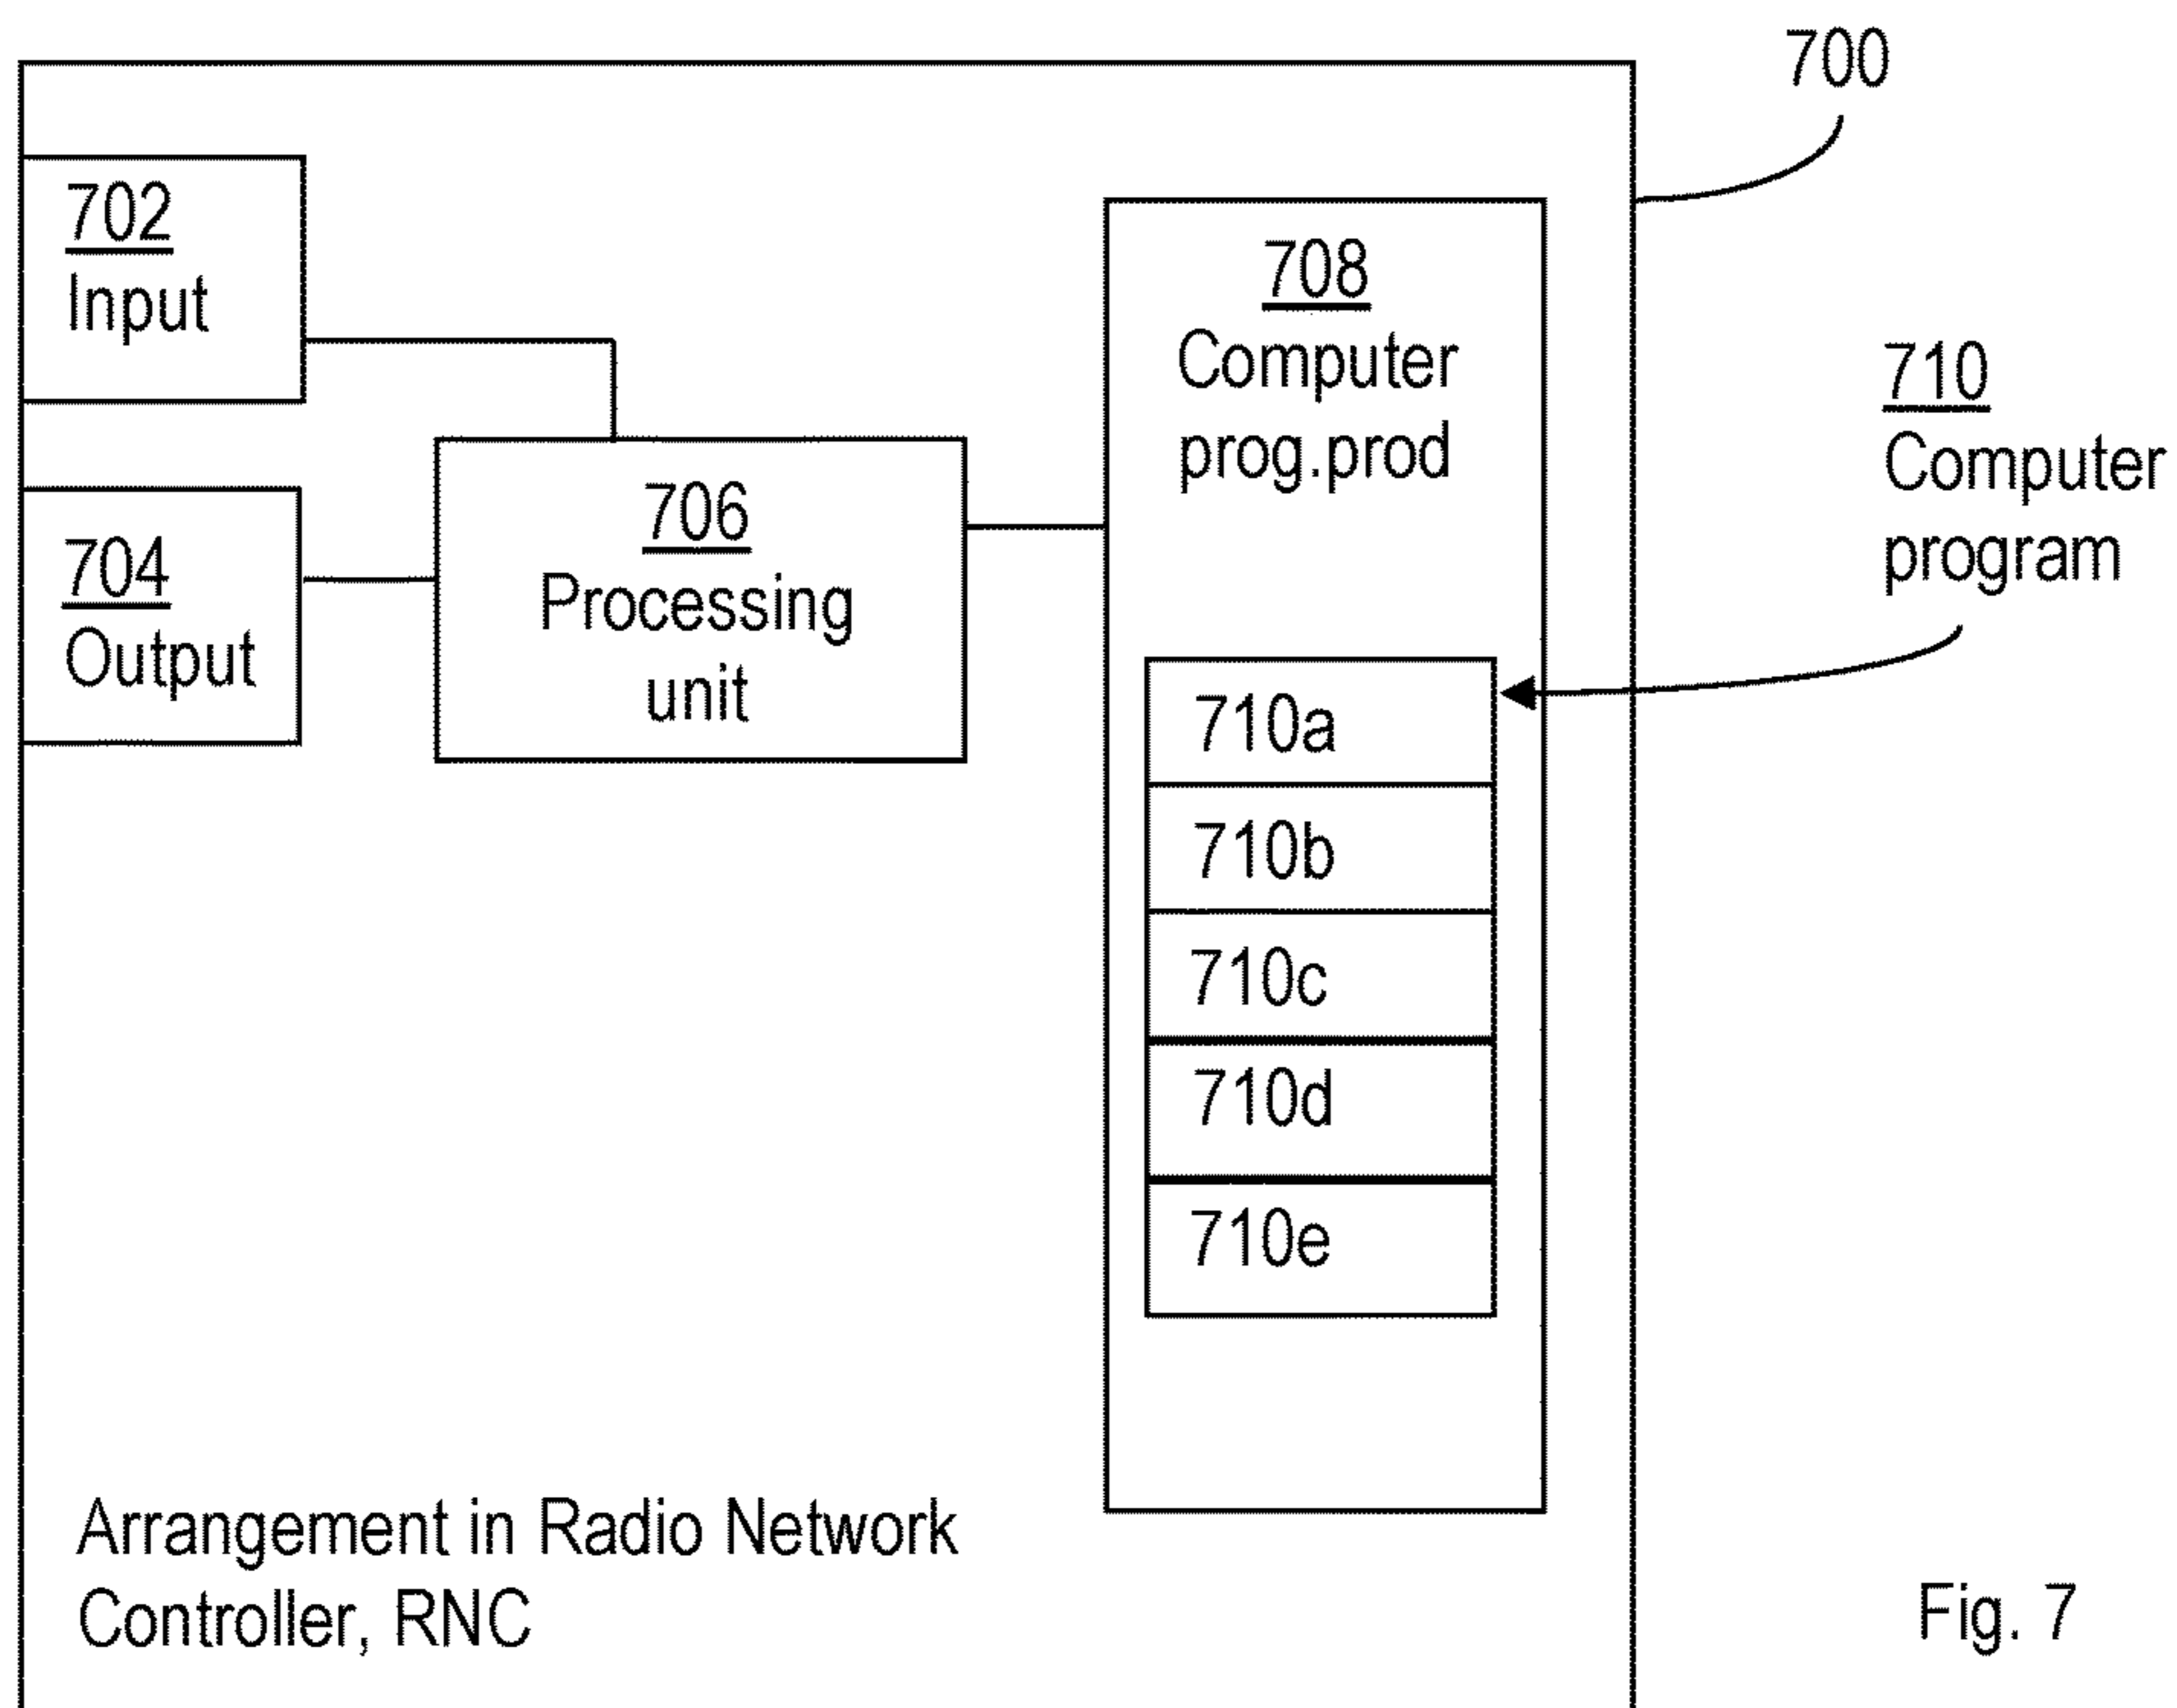 700
702
Input
704
Output
706
Processing
unit
708
Computer
prog.prod
710
Computer
program
710a
710b
710c
710d
710e
Arrangement in Radio Network
Controller, RNC
Fig. 7